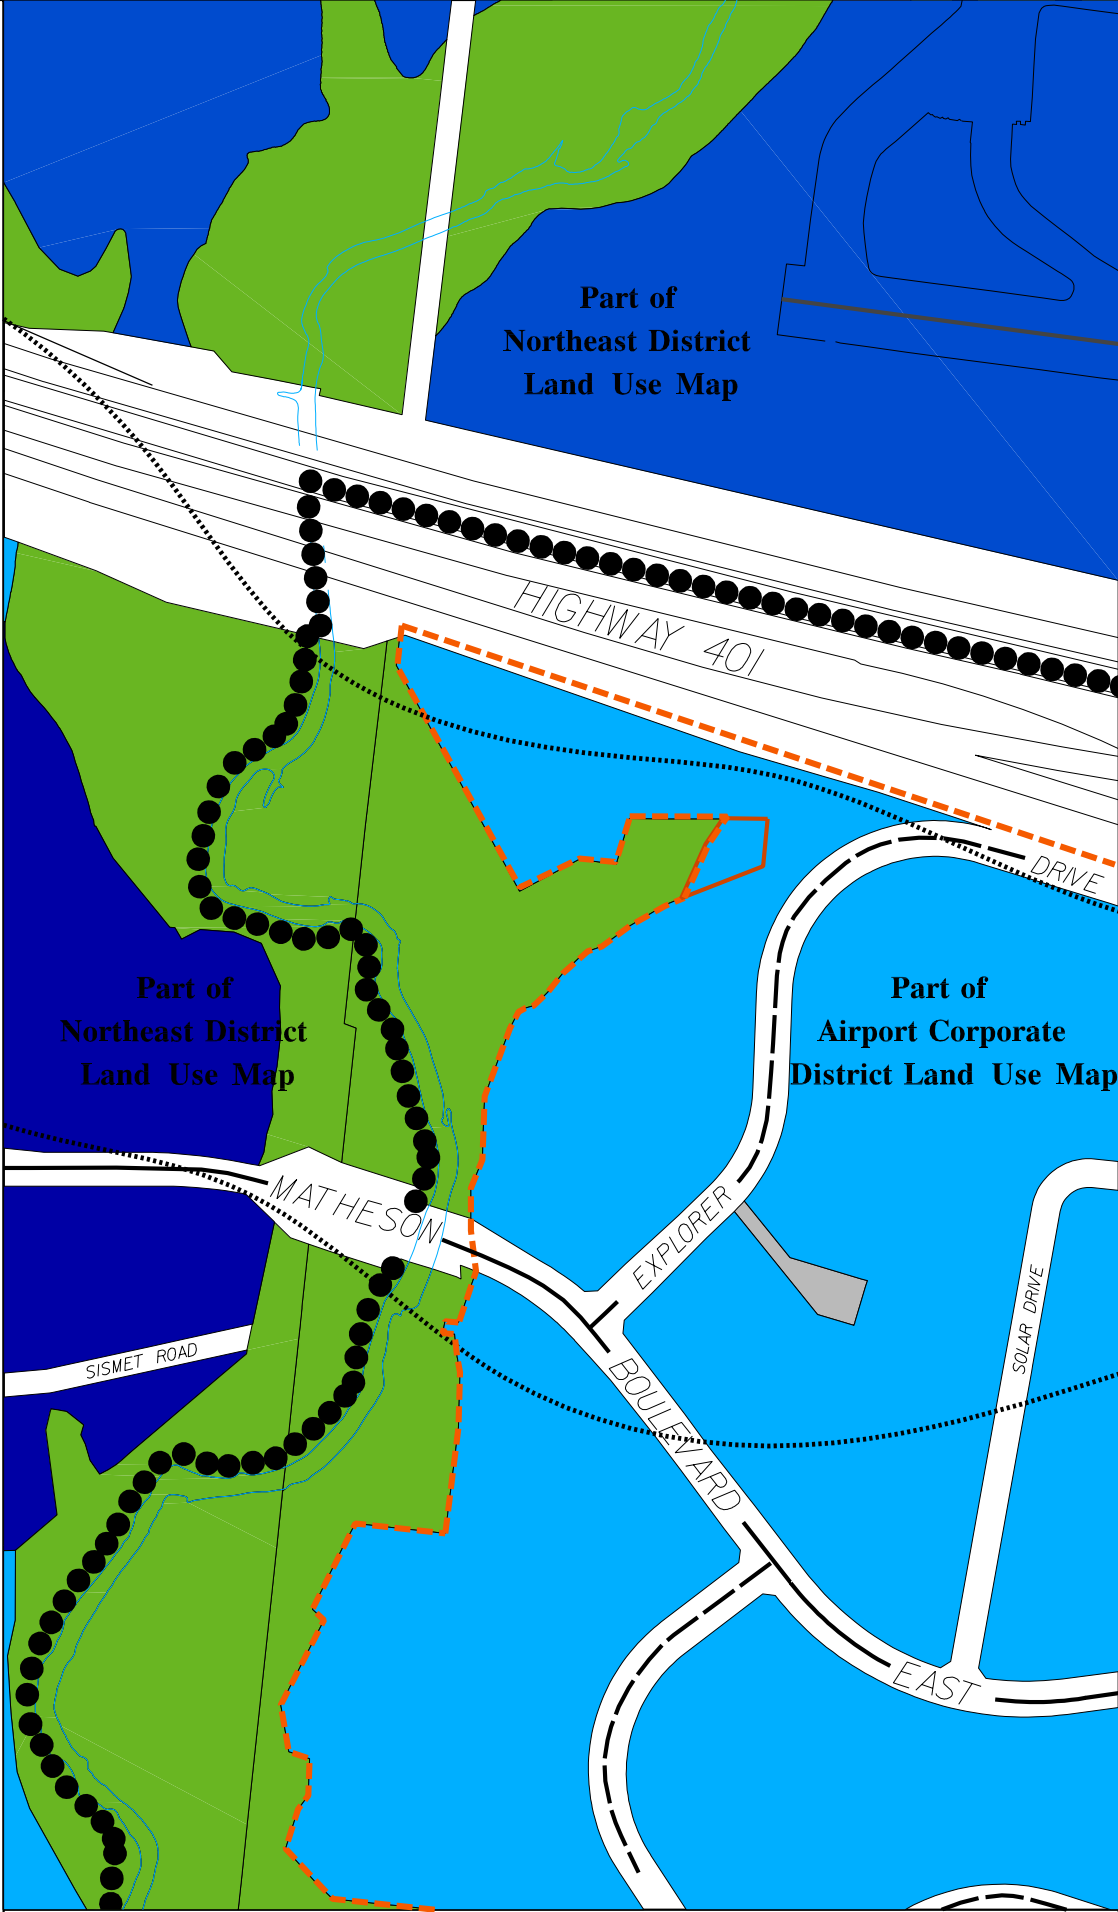 Part of
Northeast District
Land Use Map
HIGHWAY 401
DRIVE
Part of
Northeast District
Land Use Map
Part of
Airport Corporate
District Land Use Map
MATHESON
EXPLORER
SOLAR DRIVE
SISMET ROAD
BOULEVARD
EAST